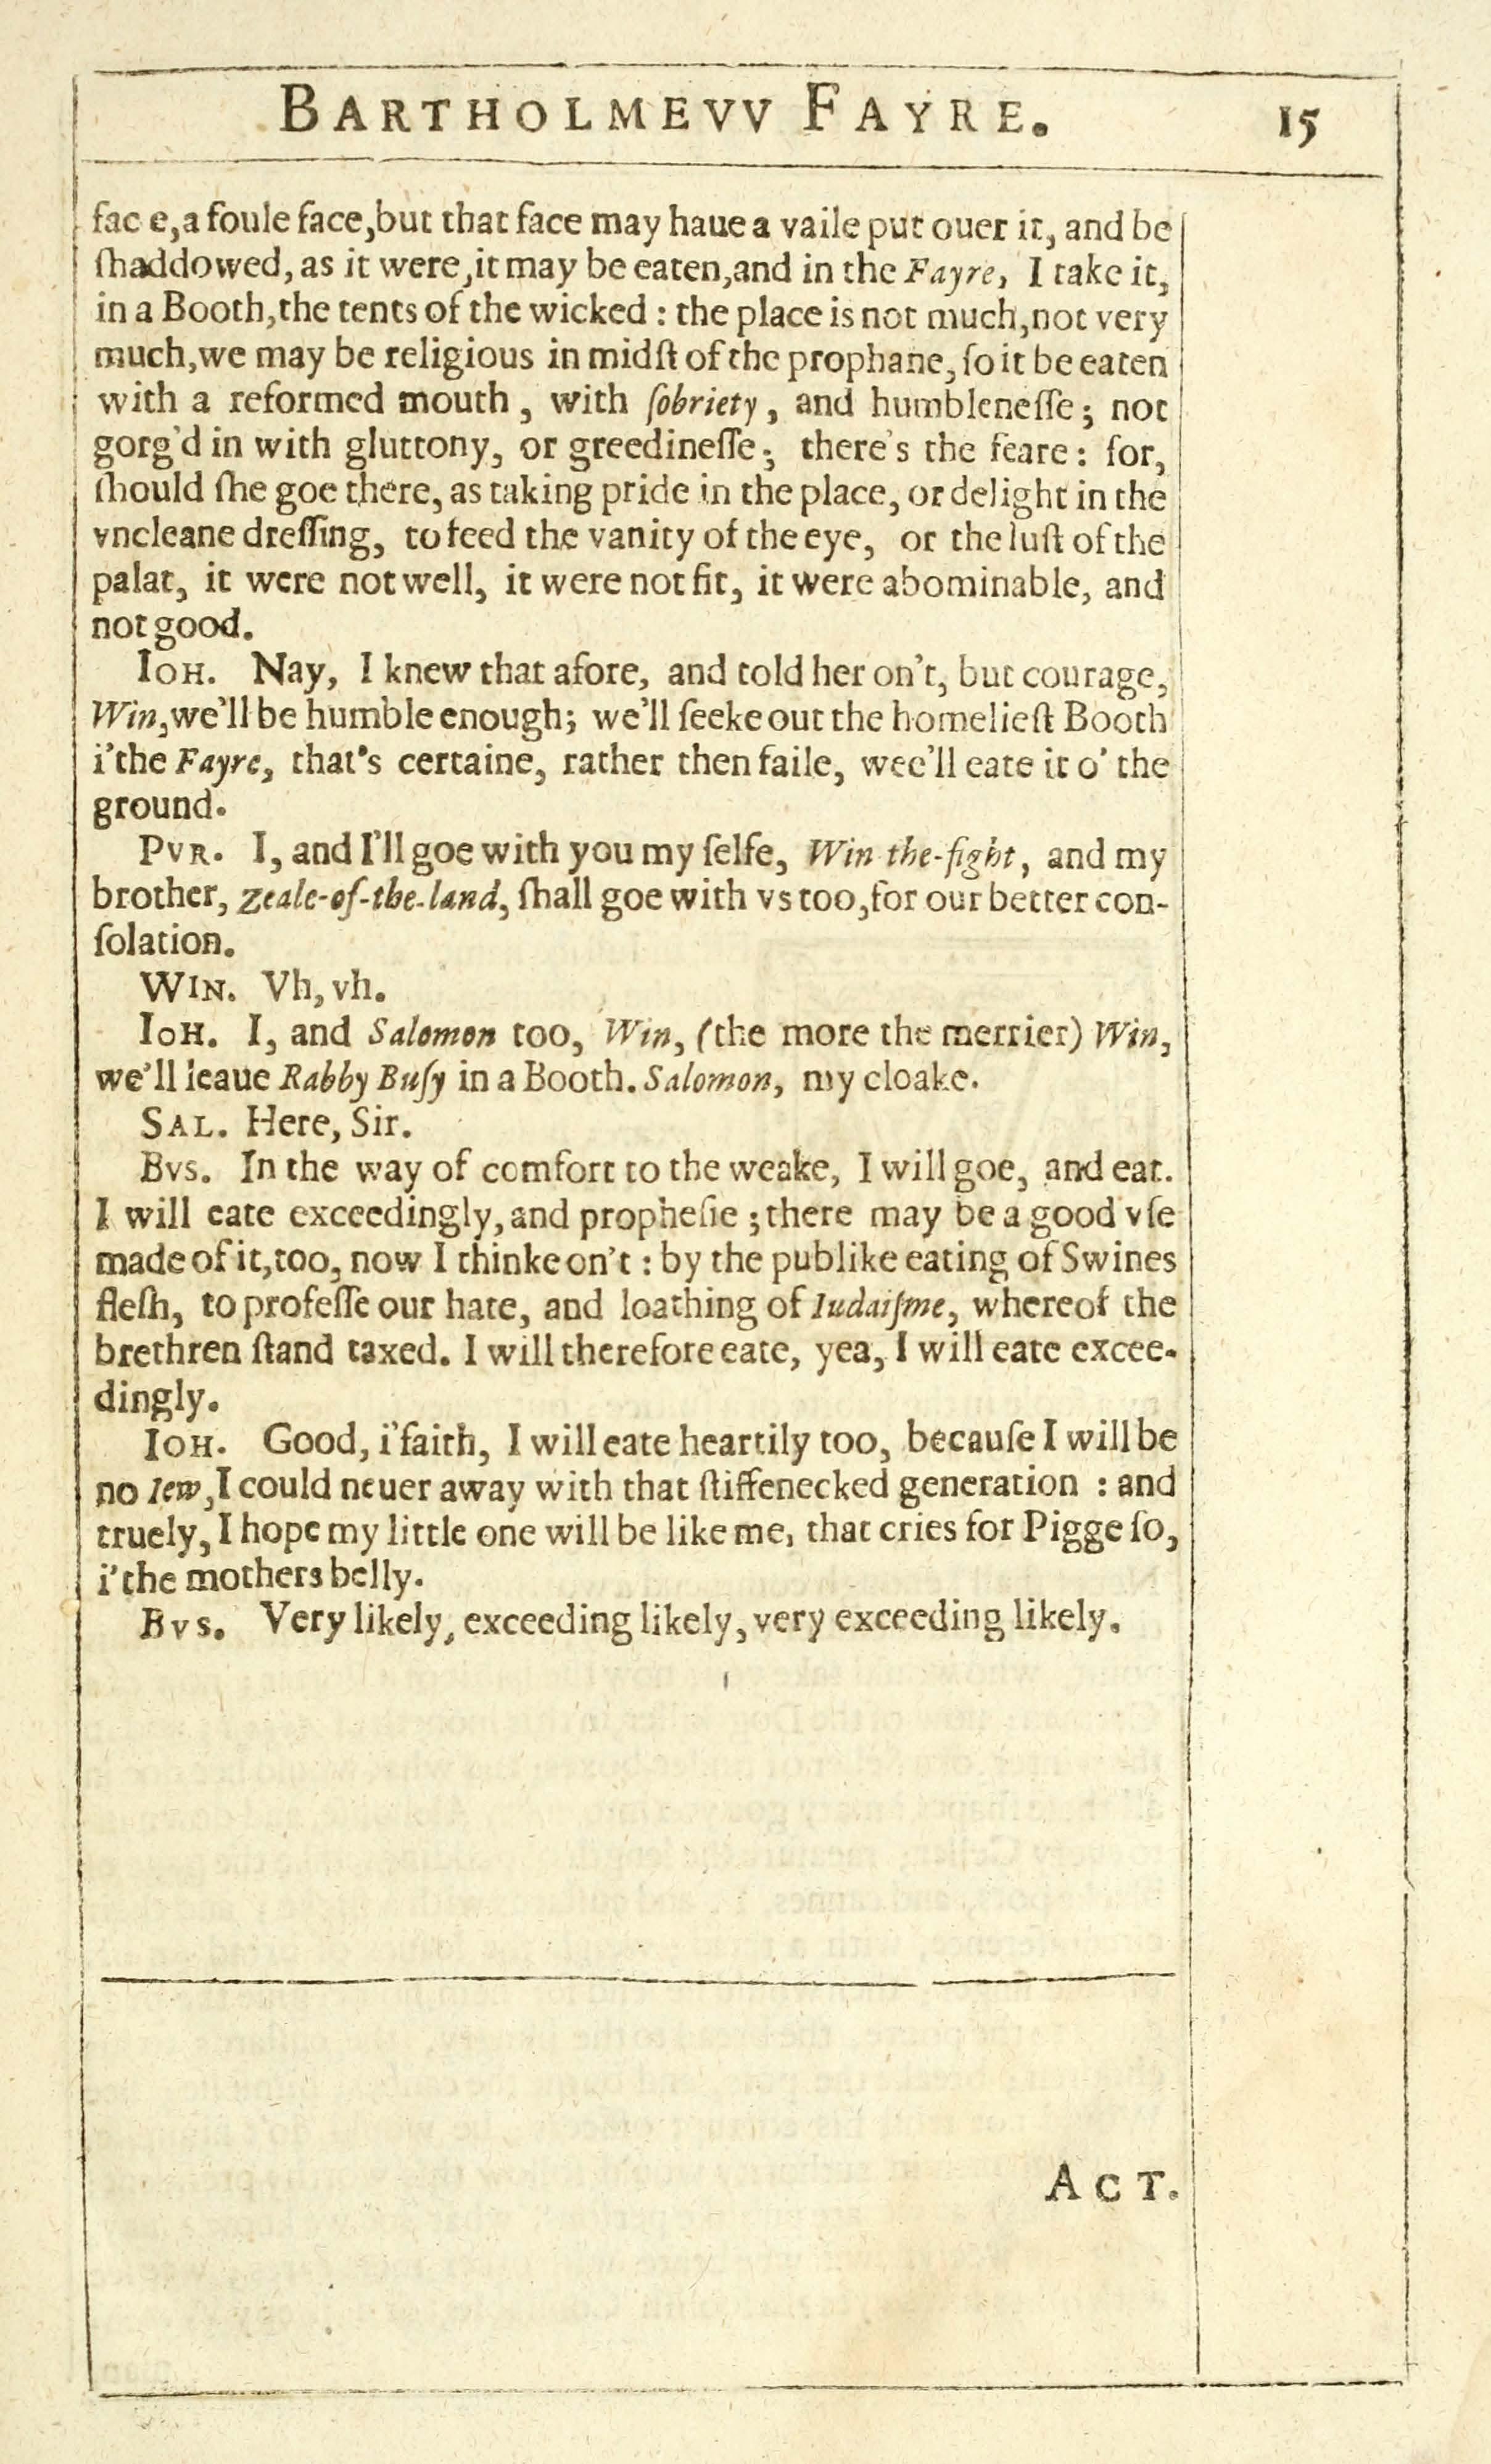 BARTHOLMEVV FAYRE. 15
fac e,a foule face,but that face may haue a vaile put ouer it, and be
ſhaddowed, as it were,it may be eaten,and in the Fayre, I take it,
in a Booth,the tents of the wicked : the place is not much,not very
much,we may be religious in midſt of the prophane, ſo it be eaten
with a reformed mouth , with ſobriety , and humbleneſſe ; not
gorg'd in with gluttony, or greedineſſe ; there's the feare : for,
ſhould ſhe goe there, as taking pride in the place, or delight in the
vncleane dreſſing, to feed the vanity of the eye, or the luſt of the
palat, it were not well, it were not fit, it were abominable, and
not good.
IOH. Nay, I knew that afore, and told her on't, but courage,
Win,we'll be humble enough; we'll ſeeke out the homelieſt Booth
i'the Fayre, that's certaine, rather then faile, wee'll eate it o' the
ground.
PVR. I, and I'll goe with you my ſelfe, Win the-fight, and my
brother, Zeale-of-the-land, ſhall goe with vs too,for our better con-
ſolation.
WIN. Vh, vh.
IOH. I, and Salomon too, Win, (the more the merrier) Win,
we'll leaue Rabby Buſy in a Booth. Salomon, my cloake.
SAL. Here, Sir.
BVS. In the way of comfort to the weake, I will goe, and eat.
I will eate exceedingly, and propheſie ; there may be a good vſe
made of it,too, now I thinke on't : by the publike eating of Swines
fleſh, to profeſſe our hate, and loathing of Iudaiſme, whereof the
brethren ſtand taxed. I will therefore eate, yea, I will eate excee-
dingly.
IOH. Good, i'faith, I will eate heartily too, becauſe I will be
no Iew,I could neuer away with that ſtiffenecked generation : and
truely, I hope my little one will be like me, that cries for Pigge ſo,
i'the mothers belly.
BVS. Very likely, exceeding likely, very exceeding likely.
ACT.